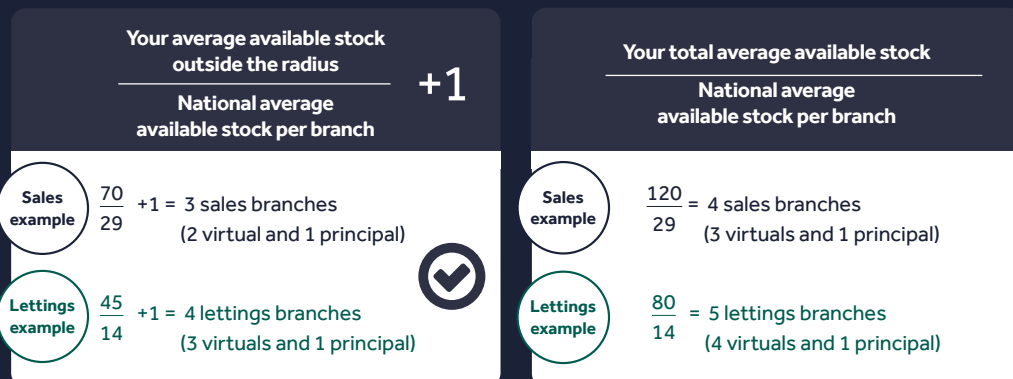 Your average available stock
outside the radius
+1
National average
available stock per branch
Sales
example
70
29
+1 = 3 sales branches
(2 virtual and 1 principal)
Lettings
example
45
14
+1 = 4 lettings branches
(3 virtuals and 1 principal)
Your total average available stock
National average
available stock per branch
Sales
example
120
29
= 4 sales branches
(3 virtuals and 1 principal)
Lettings
example
80
14
= 5 lettings branches
(4 virtuals and 1 principal)